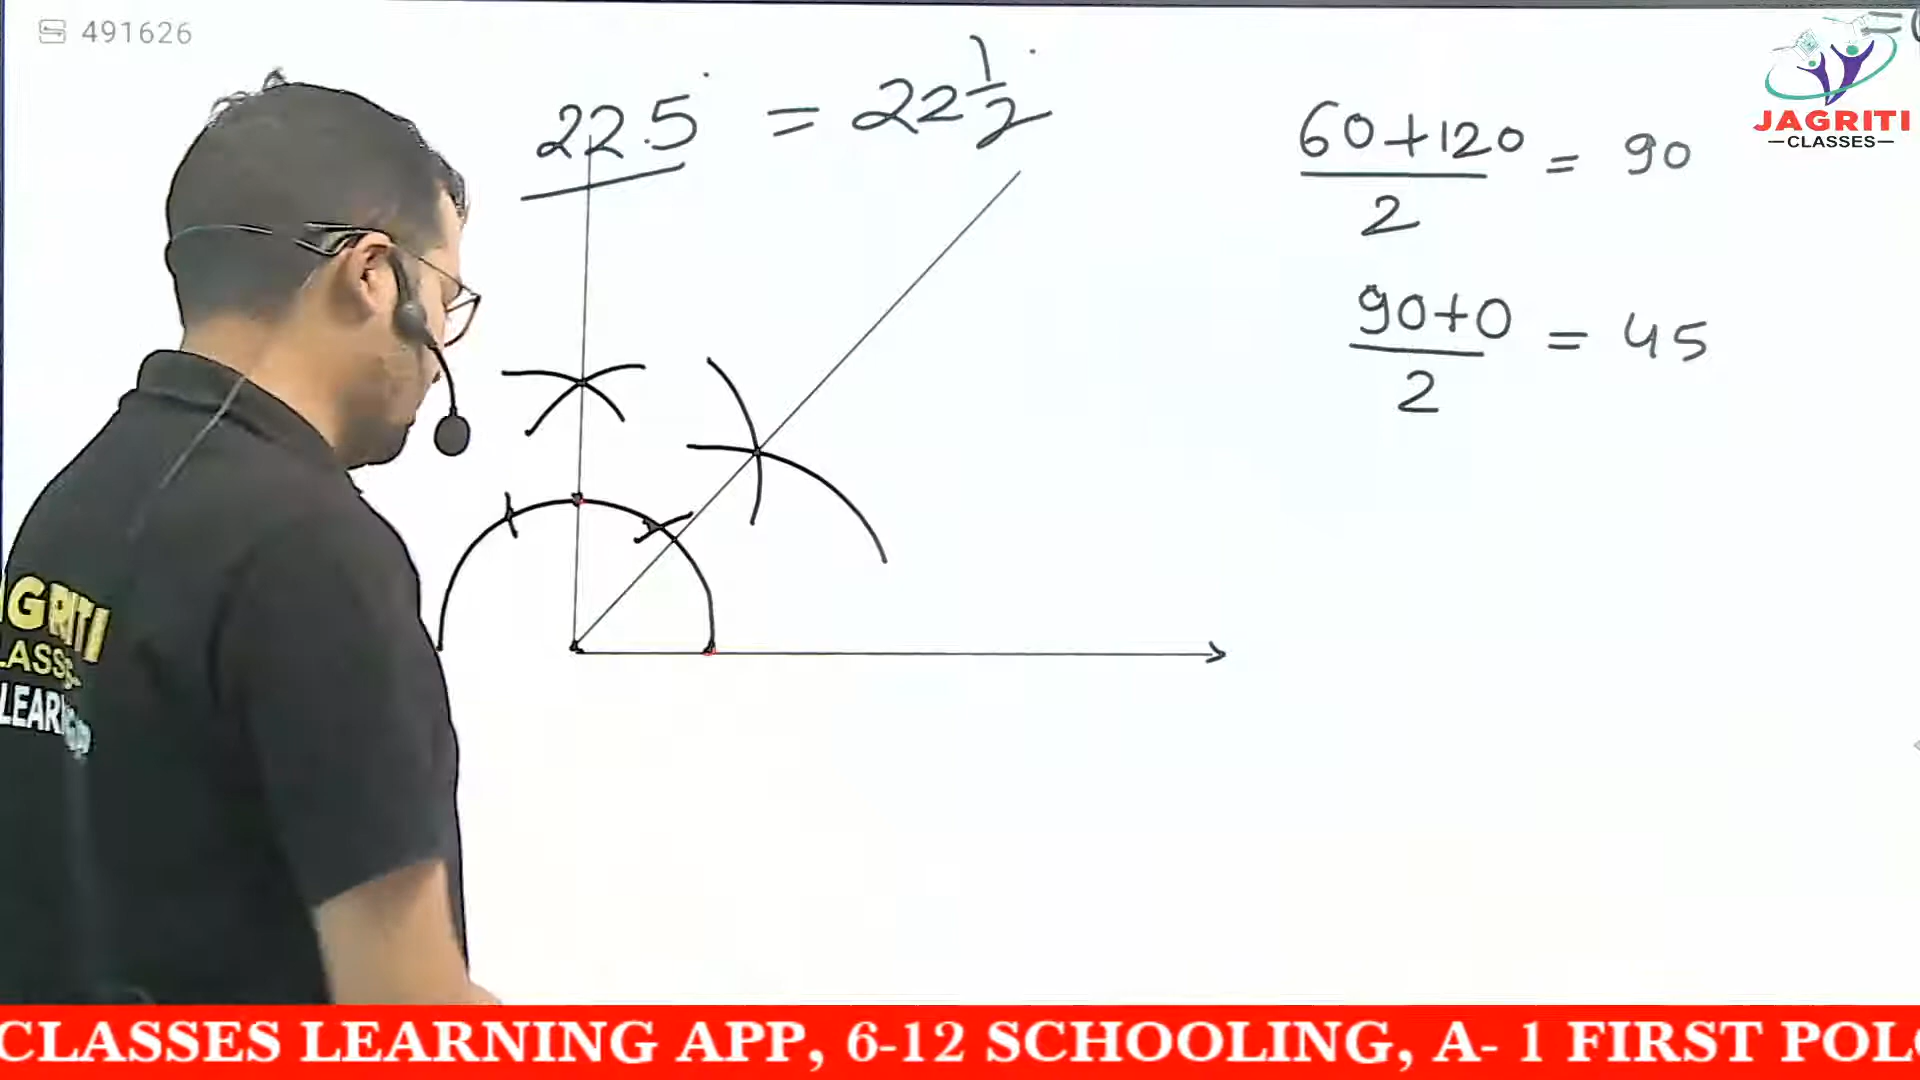 491626
22.5° = 22 1/2°
60+120/2 = 90
90+0/2 = 45
JAGRITI
—CLASSES—
GRITI
LASS
LEAR
CLASSES LEARNING APP, 6-12 SCHOOLING, A- 1 FIRST POL